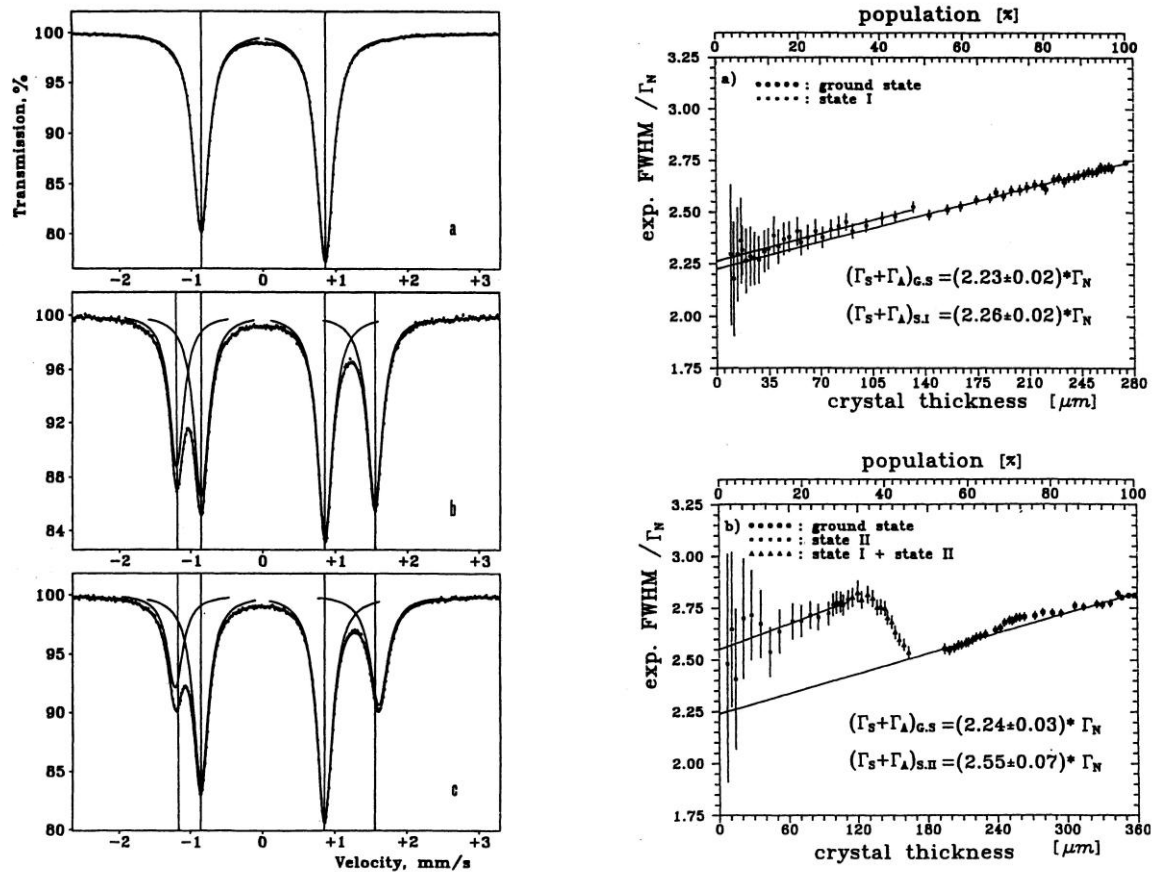 100
95
90
85
80
Transmission, %
a
-2 -1 0 +1 +2 +3
100
96
92
88
84
b
-2 -1 0 +1 +2 +3
100
95
90
85
80
c
-2 -1 0 +1 +2 +3
Velocity, mm/s
population [%]
0 20 40 60 80 100
3.25
3.00
2.75
2.50
2.25
2.00
1.75
exp. FWHM /Γ_N
a)
: ground state
: state I
(Γ_S+Γ_A)_G.S =(2.23±0.02)*Γ_N
(Γ_S+Γ_A)_S.I =(2.26±0.02)*Γ_N
0 35 70 105 140 175 210 245 280
crystal thickness [μm]
population [%]
0 10 20 30 40 50 60 70 80 90 100
3.25
3.00
2.75
2.50
2.25
2.00
1.75
exp. FWHM /Γ_N
b)
: ground state
: state II
: state I + state II
(Γ_S+Γ_A)_G.S =(2.24±0.03)* Γ_N
(Γ_S+Γ_A)_S.II =(2.55±0.07)* Γ_N
0 60 120 180 240 300 360
crystal thickness [μm]